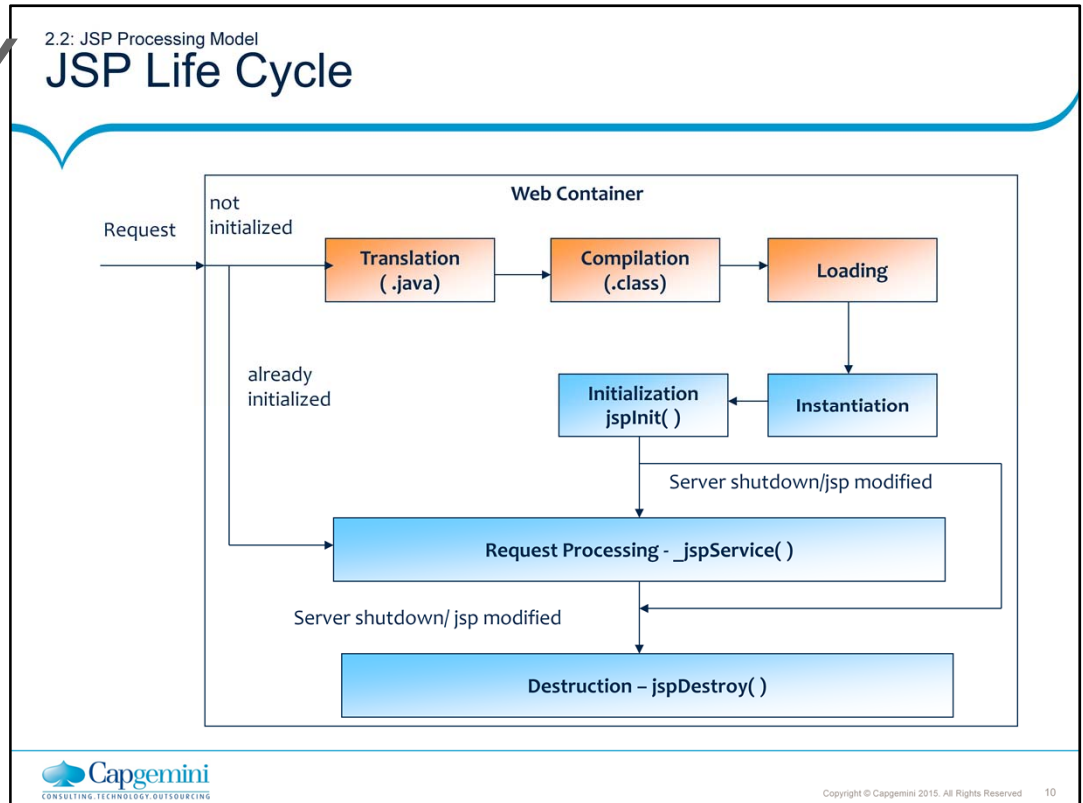 2.2: JSP Processing Model
JSP Life Cycle
Web Container
not
initialized
Request
Translation
( .java)
Compilation
(.class)
Loading
already
initialized
Initialization
jspInit( )
Instantiation
Server shutdown/jsp modified
Request Processing - _jspService( )
Server shutdown/ jsp modified
Destruction – jspDestroy( )
Capgemini
CONSULTING.TECHNOLOGY.OUTSOURCING
Copyright © Capgemini 2015. All Rights Reserved 10